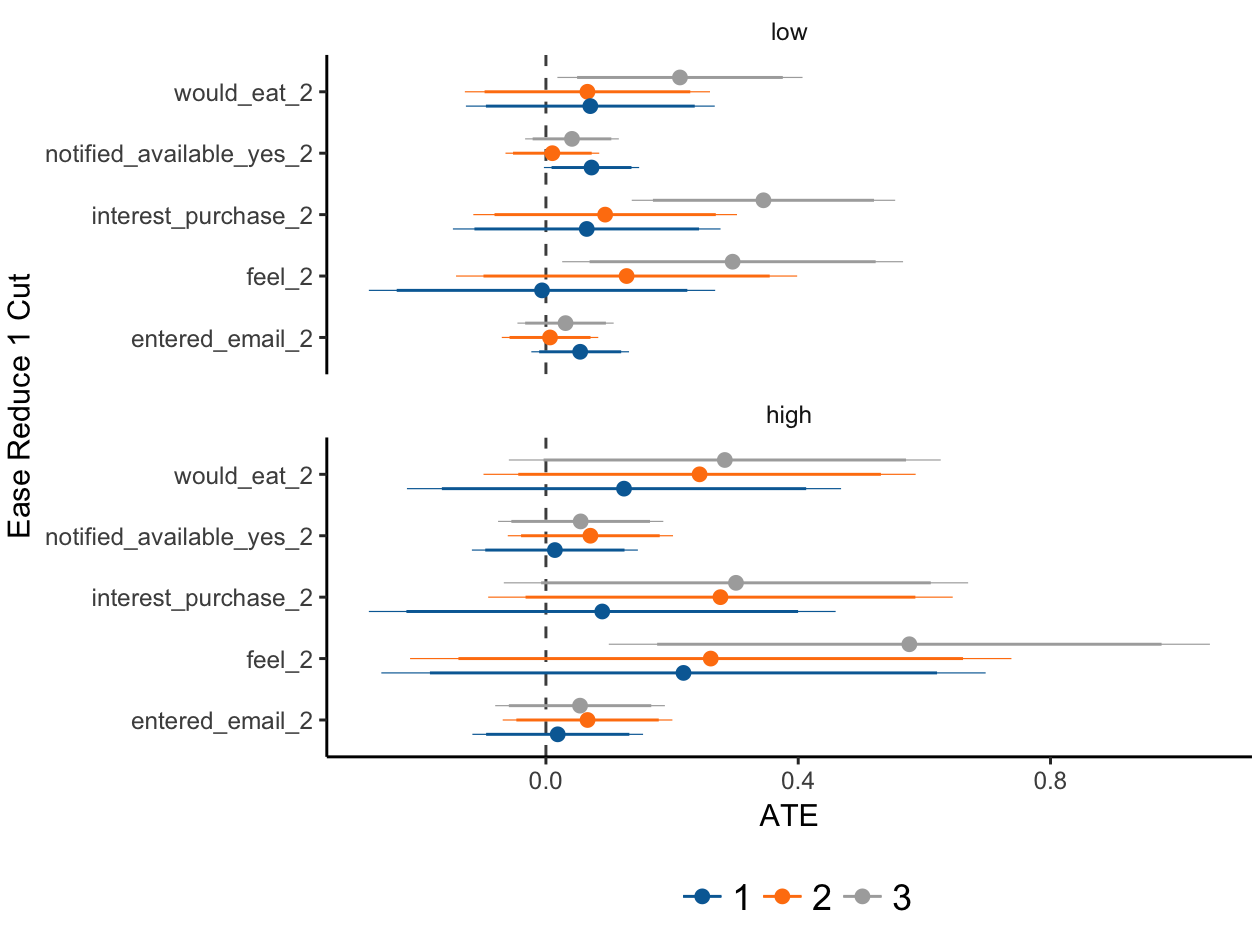 low
would_eat_2
notified_available_yes_2
interest_purchase_2
feel_2
entered_email_2
high
would_eat_2
notified_available_yes_2
interest_purchase_2
feel_2
entered_email_2
Ease Reduce 1 Cut
0.0 0.4 0.8
ATE
1 2 3